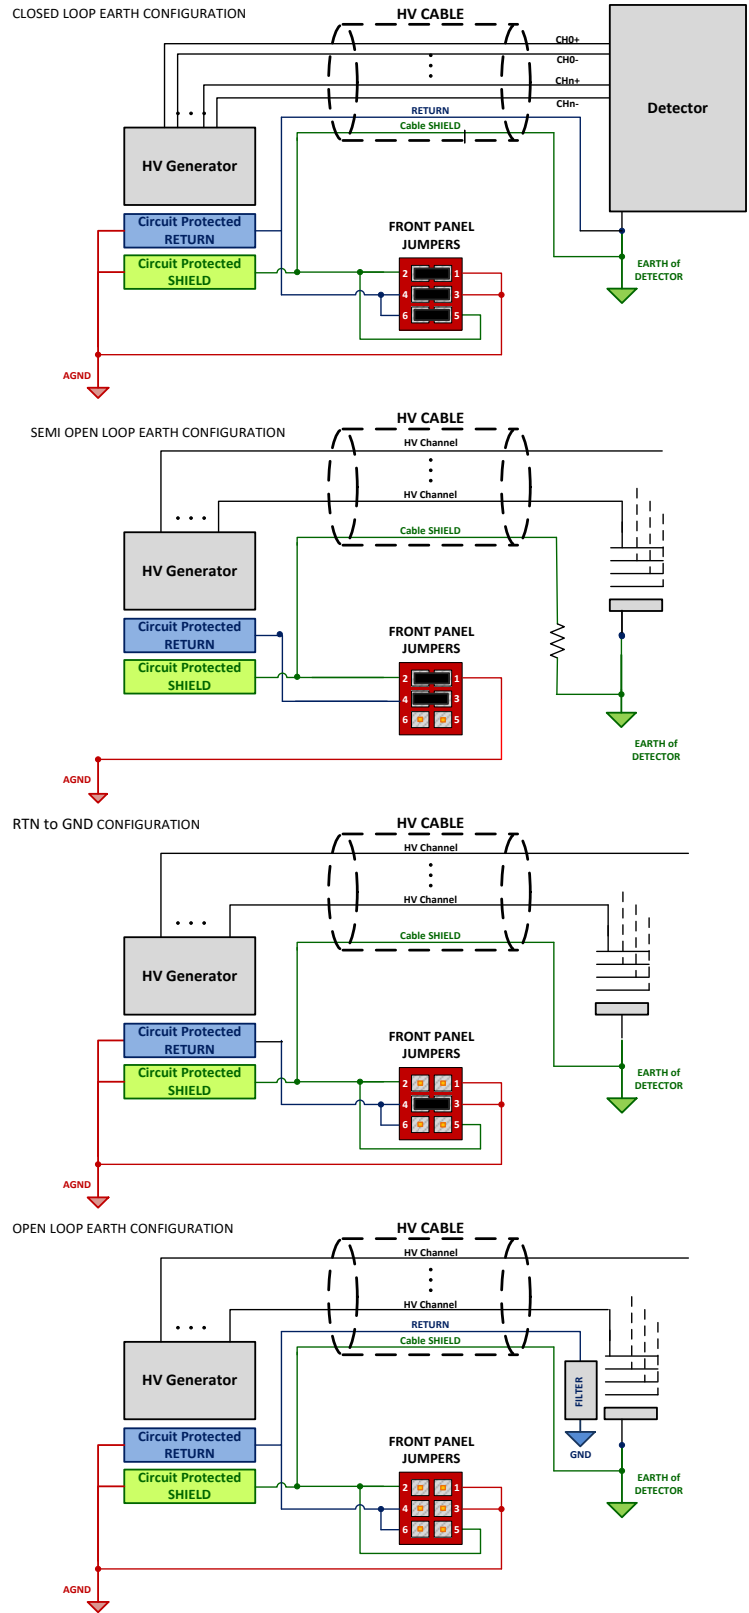 CLOSED LOOP EARTH CONFIGURATION
HV CABLE
CH0+
CH0-
CHn+
CHn-
RETURN
Cable SHIELD
Detector
HV Generator
Circuit Protected
RETURN
Circuit Protected
SHIELD
FRONT PANEL
JUMPERS
2 1
4 3
6 5
EARTH of
DETECTOR
AGND
SEMI OPEN LOOP EARTH CONFIGURATION
HV CABLE
HV Channel
HV Channel
Cable SHIELD
HV Generator
Circuit Protected
RETURN
Circuit Protected
SHIELD
FRONT PANEL
JUMPERS
2 1
4 3
6 5
EARTH of
DETECTOR
AGND
RTN to GND CONFIGURATION
HV CABLE
HV Channel
HV Channel
Cable SHIELD
HV Generator
Circuit Protected
RETURN
Circuit Protected
SHIELD
FRONT PANEL
JUMPERS
2 1
4 3
6 5
EARTH of
DETECTOR
AGND
OPEN LOOP EARTH CONFIGURATION
HV CABLE
HV Channel
HV Channel
RETURN
Cable SHIELD
HV Generator
FILTER
GND
Circuit Protected
RETURN
Circuit Protected
SHIELD
FRONT PANEL
JUMPERS
2 1
4 3
6 5
EARTH of
DETECTOR
AGND